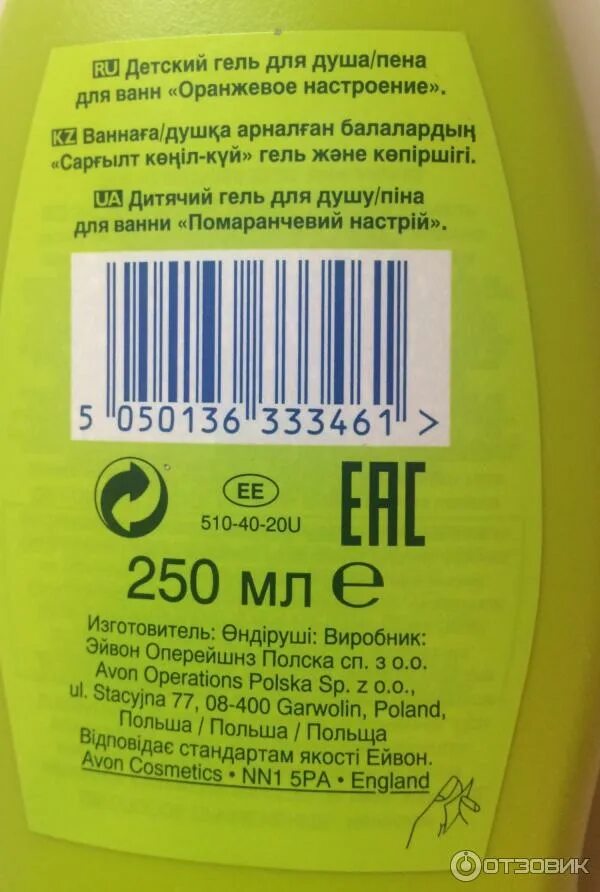 RU Детский гель для душа/пена
для ванн «Оранжевое настроение».
KZ Ваннаға/душқа арналған балалардың
«Сарғылт көңіл-күй» гель және көпіршігі.
UA Дитячий гель для душу/піна
для ванни «Помаранчевий настрій».
5 050136 333461 >
EE
510-40-20U
EAC
250 мл e
Изготовитель: Өндіруші: Виробник:
Эйвон Оперейшнз Полска сп. з о.о.
Avon Operations Polska Sp. z o.o.,
ul. Stacyjna 77, 08-400 Garwolin, Poland,
Польша / Польша / Польща
Відповідає стандартам якості Ейвон.
Avon Cosmetics • NN1 5PA • England
ОТЗОВИК